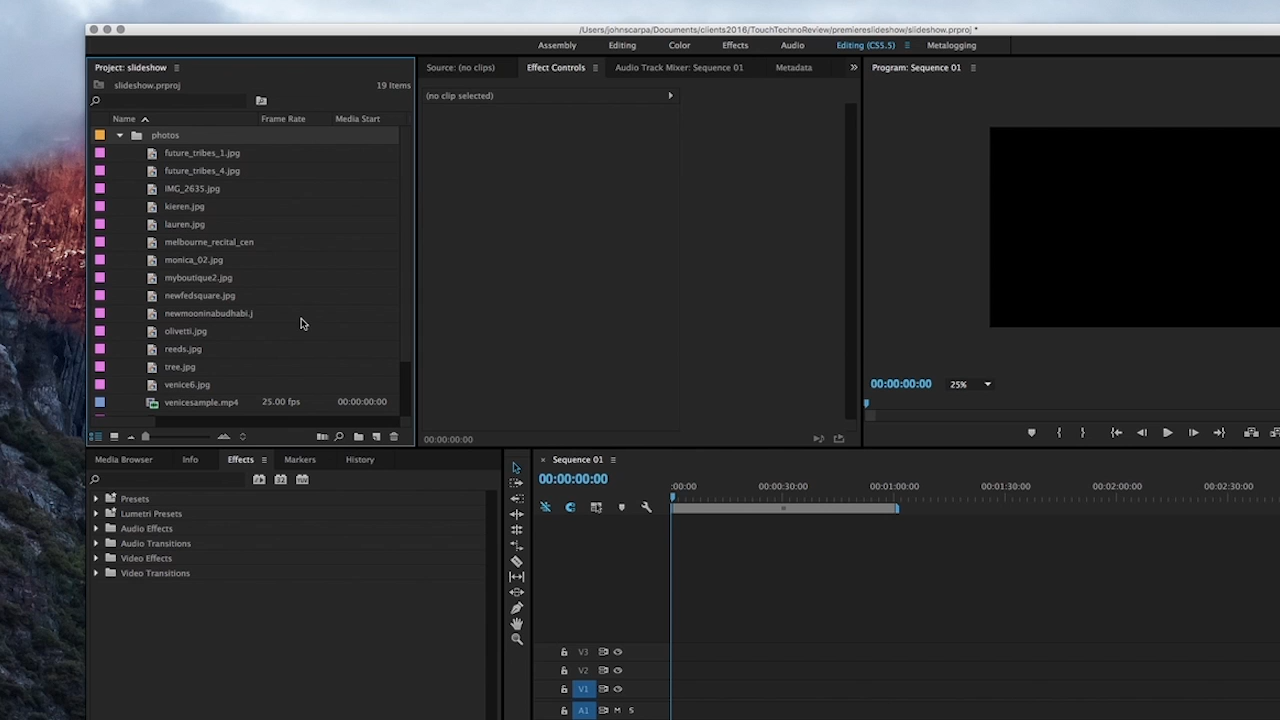 /Users/johnscarpa/Documents/clients2016/TouchTechnoReview/premiereslideshow/slideshow.prproj *
Assembly Editing Color Effects Audio Editing (CS5.5) Metalogging
Project: slideshow
slideshow.prproj 19 Items
Name Frame Rate Media Start
photos
future_tribes_1.jpg
future_tribes_4.jpg
IMG_2635.jpg
kieren.jpg
lauren.jpg
melbourne_recital_cen
monica_02.jpg
myboutique2.jpg
newfedsquare.jpg
newmooninabudhabi.j
olivetti.jpg
reeds.jpg
tree.jpg
venice6.jpg
venicesample.mp4 25.00 fps 00:00:00:00
Source: (no clips) Effect Controls Audio Track Mixer: Sequence 01 Metadata
(no clip selected)
00:00:00:00
Program: Sequence 01
00:00:00:00 25%
Media Browser Info Effects Markers History
Presets
Lumetri Presets
Audio Effects
Audio Transitions
Video Effects
Video Transitions
× Sequence 01
00:00:00:00
:00:00 00:00:30:00 00:01:00:00 00:01:30:00 00:02:00:00 00:02:30:00
V3
V2
V1
A1 M S